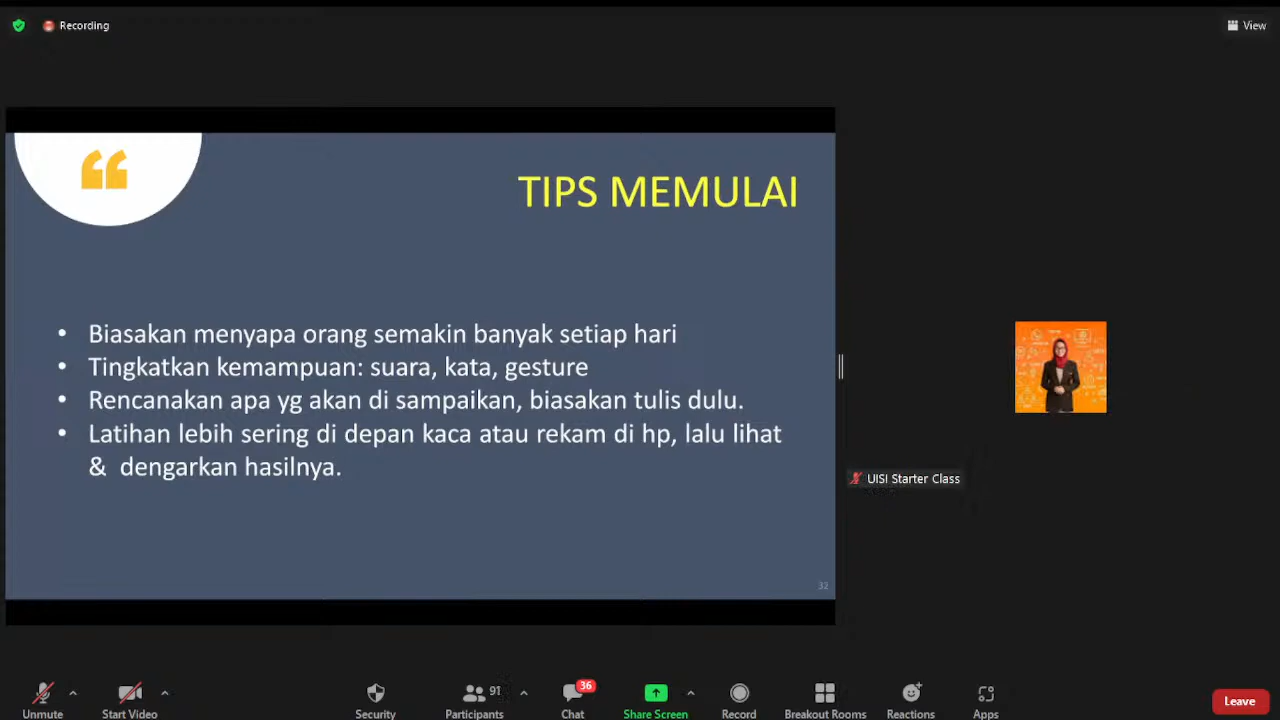 Recording
View
“
TIPS MEMULAI
• Biasakan menyapa orang semakin banyak setiap hari
• Tingkatkan kemampuan: suara, kata, gesture
• Rencanakan apa yg akan di sampaikan, biasakan tulis dulu.
• Latihan lebih sering di depan kaca atau rekam di hp, lalu lihat
& dengarkan hasilnya.
32
UISI Starter Class
91
36
Unmute
Start Video
Security
Participants
Chat
Share Screen
Record
Breakout Rooms
Reactions
Apps
Leave